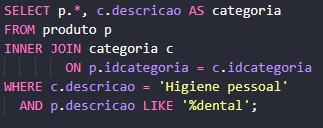 SELECT p.*, c.descricao AS categoria
FROM produto p
INNER JOIN categoria c
ON p.idcategoria = c.idcategoria
WHERE c.descricao = 'Higiene pessoal'
AND p.descricao LIKE '%dental';